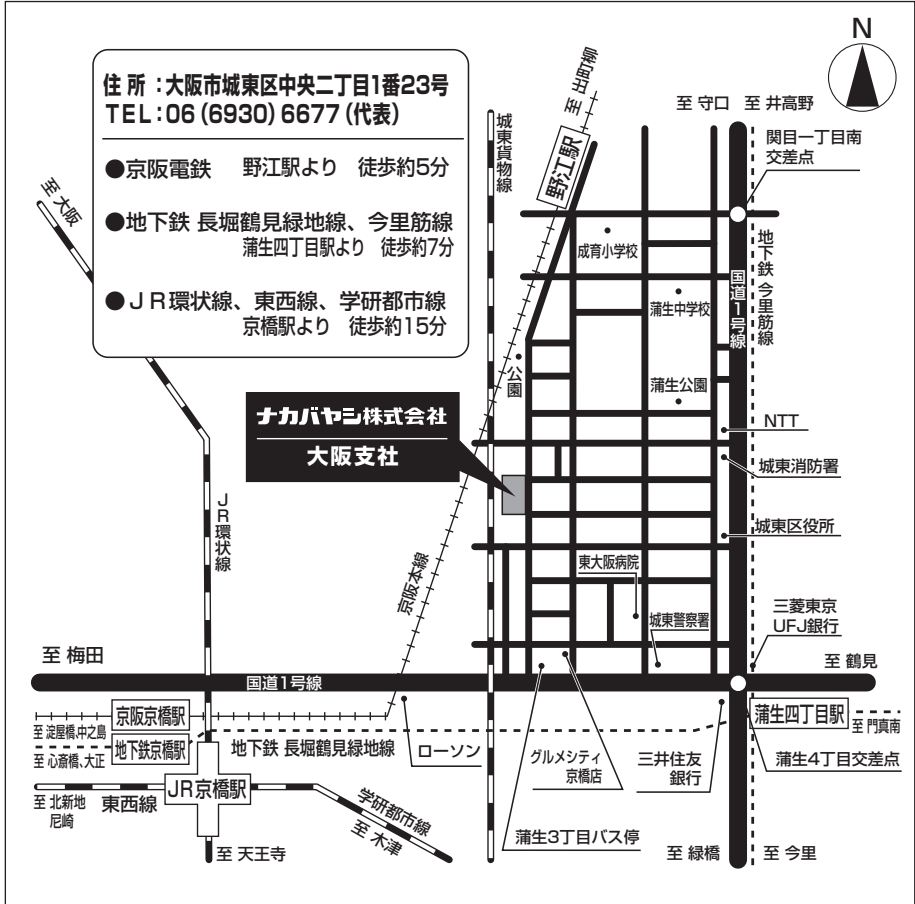 N
住 所 ：大阪市城東区中央二丁目1番23号
TEL：06（6930）6677（代表）
●京阪電鉄 野江駅より 徒歩約5分
●地下鉄 長堀鶴見緑地線、今里筋線
蒲生四丁目駅より 徒歩約7分
●ＪＲ環状線、東西線、学研都市線
京橋駅より 徒歩約15分
至 大阪
城東貨物線
至 出町柳
野江駅
至 守口
至 井高野
関目一丁目南
交差点
成育小学校
地下鉄 今里筋線
国道1号線
蒲生中学校
公園
蒲生公園
ナカバヤシ株式会社
大阪支社
NTT
城東消防署
城東区役所
ＪＲ環状線
京阪本線
東大阪病院
城東警察署
三菱東京
UFJ銀行
至 梅田
至 鶴見
国道1号線
京阪京橋駅
至 淀屋橋、中之島
地下鉄京橋駅
至 心斎橋、大正
地下鉄 長堀鶴見緑地線
ローソン
グルメシティ
京橋店
三井住友
銀行
蒲生四丁目駅
至 門真南
蒲生4丁目交差点
JR京橋駅
至 北新地
尼崎
東西線
学研都市線
至 木津
蒲生3丁目バス停
至 天王寺
至 緑橋
至 今里